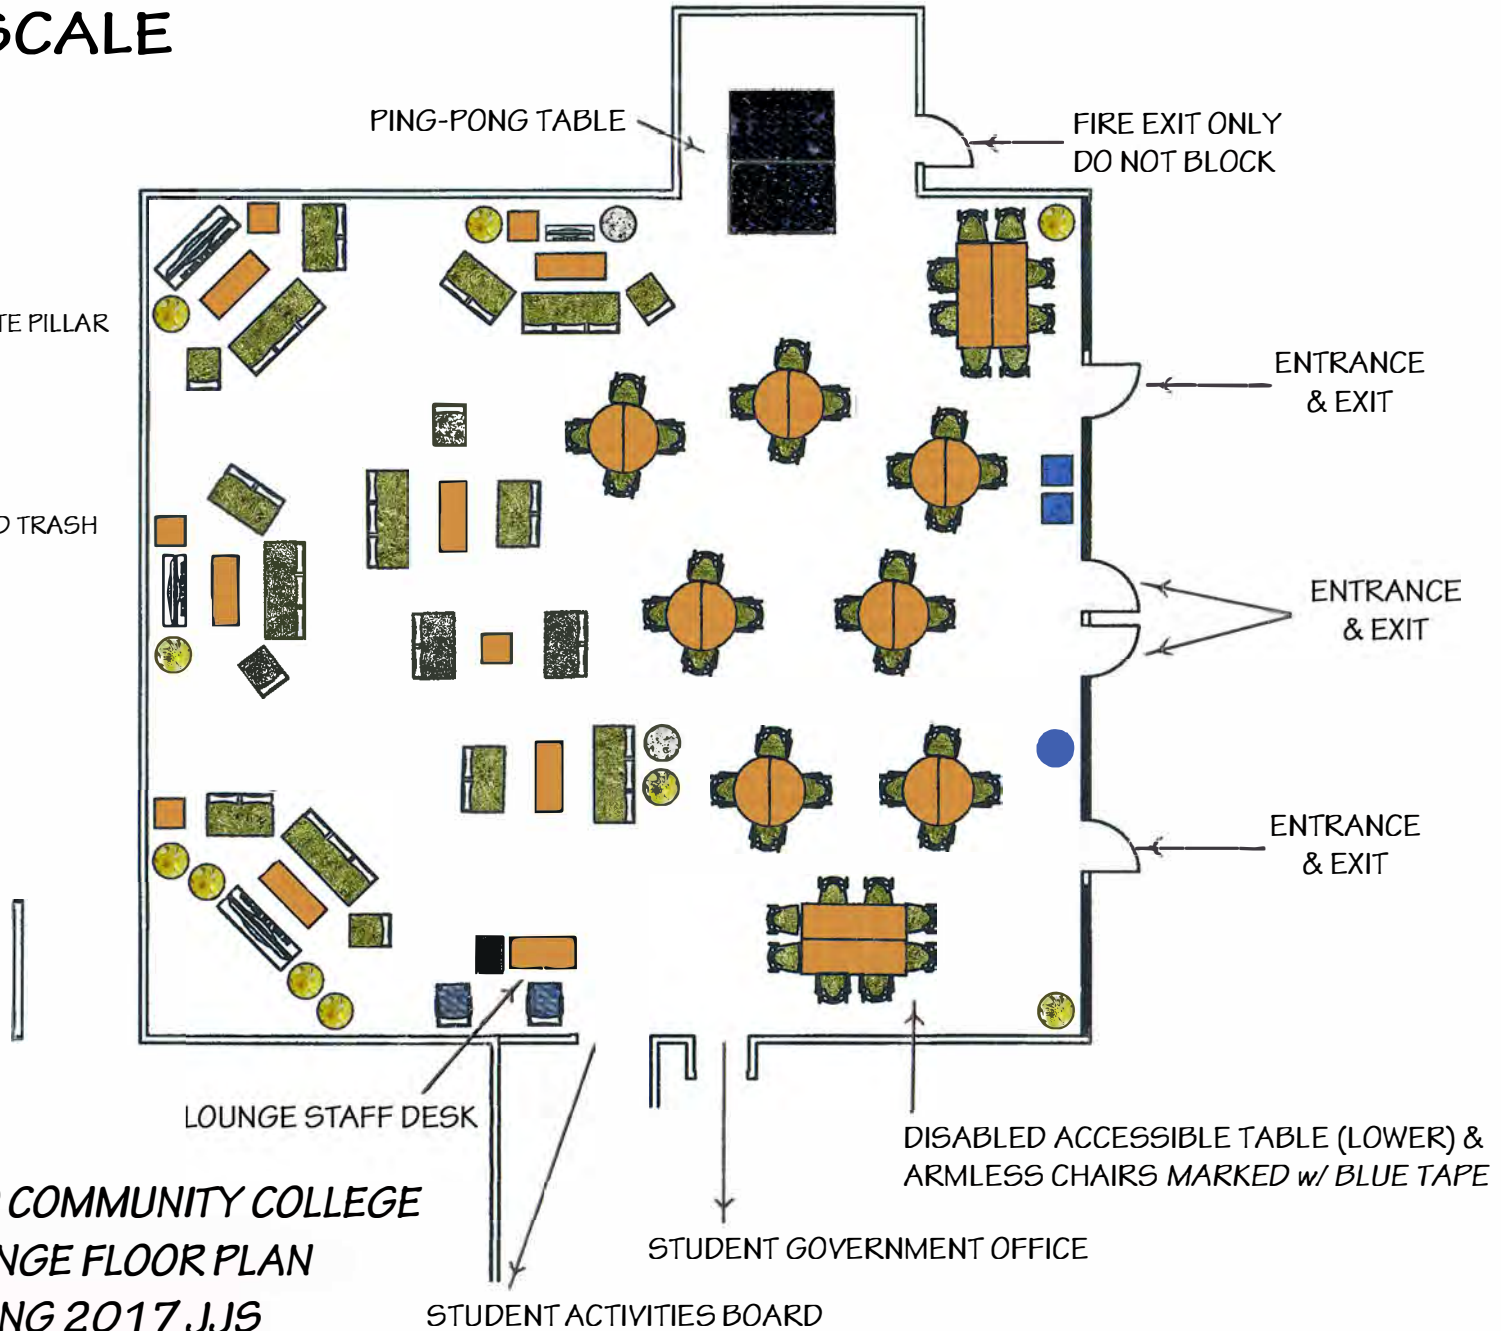 SCALE
PING-PONG TABLE
FIRE EXIT ONLY
DO NOT BLOCK
TE PILLAR
ENTRANCE
& EXIT
D TRASH
ENTRANCE
& EXIT
ENTRANCE
& EXIT
LOUNGE STAFF DESK
DISABLED ACCESSIBLE TABLE (LOWER) &
ARMLESS CHAIRS MARKED w/ BLUE TAPE
COMMUNITY COLLEGE
NGE FLOOR PLAN
NG 2017 JJS
STUDENT GOVERNMENT OFFICE
STUDENT ACTIVITIES BOARD